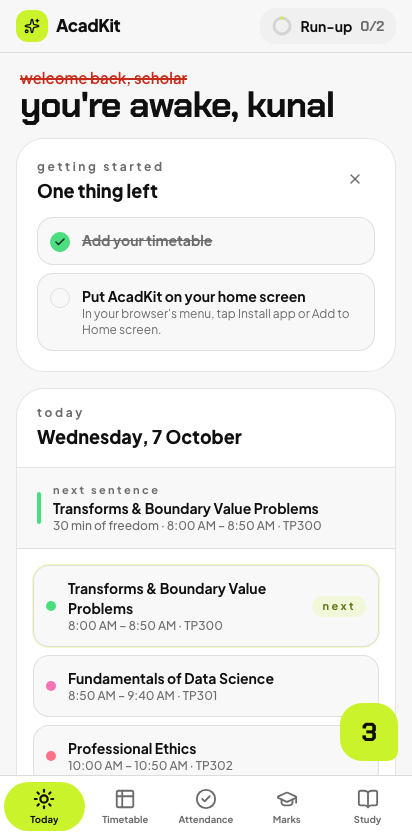 AcadKit
Run-up 0/2
welcome back, scholar
you're awake, kunal
getting started
One thing left
Add your timetable
Put AcadKit on your home screen
In your browser's menu, tap Install app or Add to
Home screen.
today
Wednesday, 7 October
next sentence
Transforms & Boundary Value Problems
30 min of freedom · 8:00 AM – 8:50 AM · TP300
Transforms & Boundary Value
Problems
8:00 AM – 8:50 AM · TP300
next
Fundamentals of Data Science
8:50 AM – 9:40 AM · TP301
Professional Ethics
10:00 AM – 10:50 AM · TP302
3
Today
Timetable
Attendance
Marks
Study